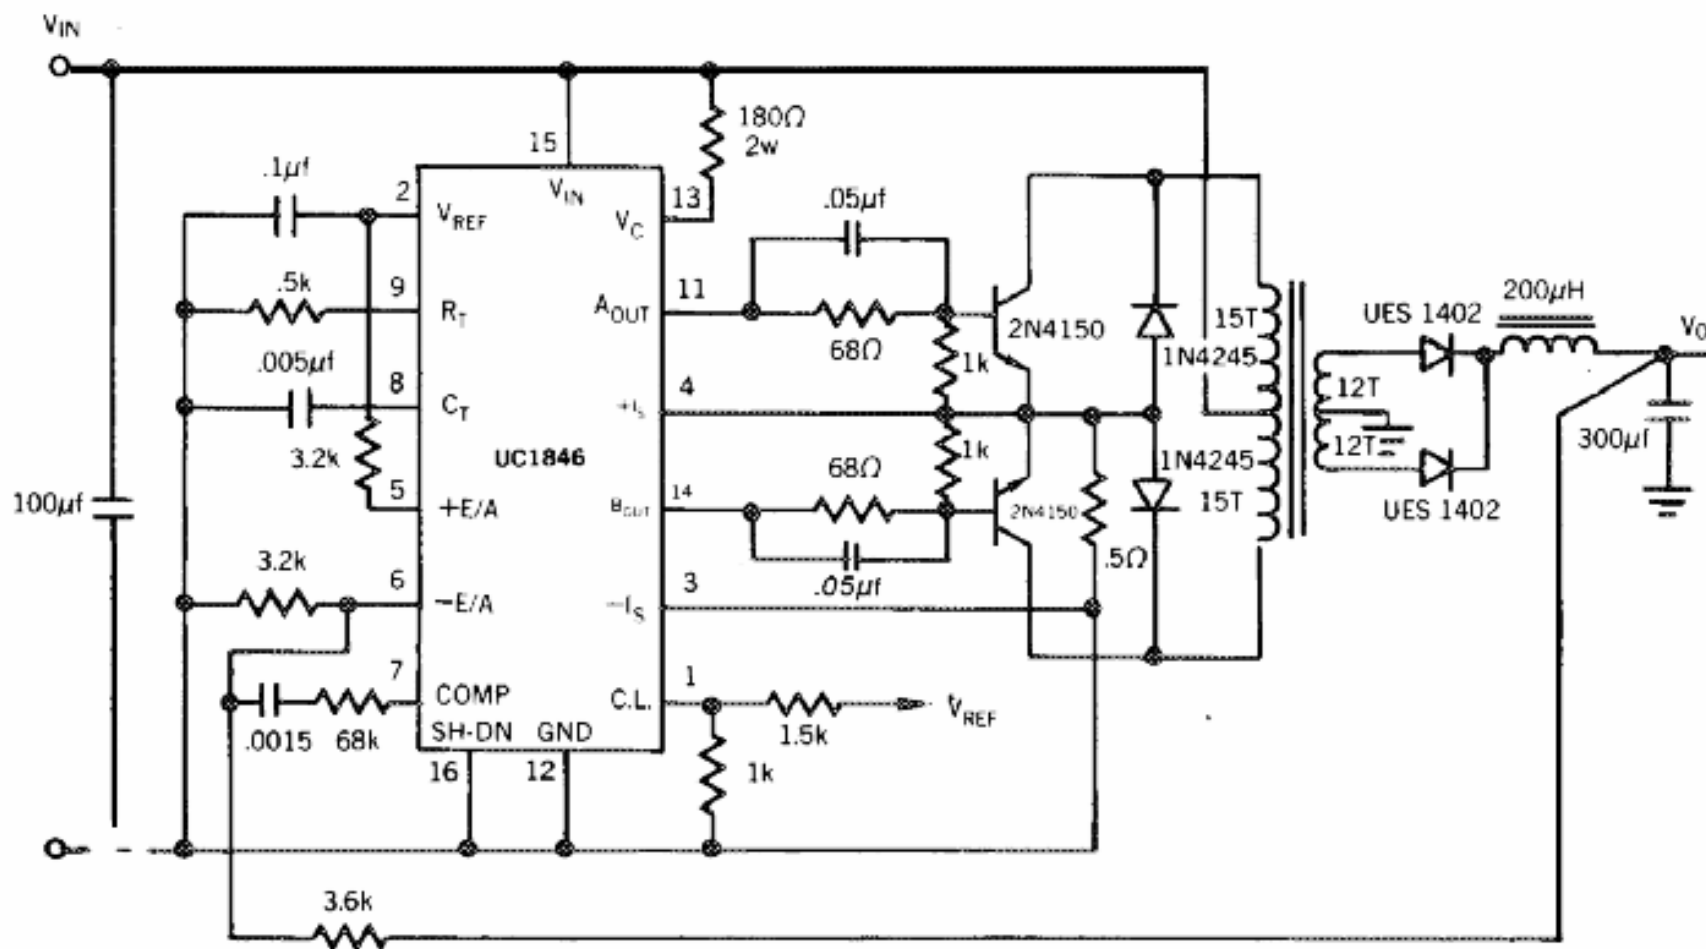 VIN
180Ω
2w
15
.1µf
2
VIN
13
.05µf
VREF
VC
.5k
200µH
9
11
UES 1402
RT
AOUT
15T
VO
2N4150
68Ω
1N4245
.005µf
8
4
1k
12T
CT
+IS
300µf
3.2k
UC1846
68Ω
1k
1N4245
12T
100µf
5
14
+E/A
BOUT
2N4150
15T
UES 1402
3.2k
.5Ω
6
3
.05µf
-E/A
-IS
7
1
COMP
C.L.
VREF
.0015
68k
SH-DN
GND
1.5k
16
12
1k
3.6k